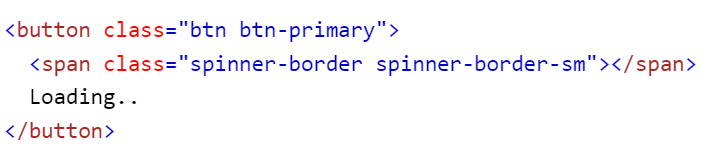 <button class="btn btn-primary">
  <span class="spinner-border spinner-border-sm"></span>
  Loading..
</button>